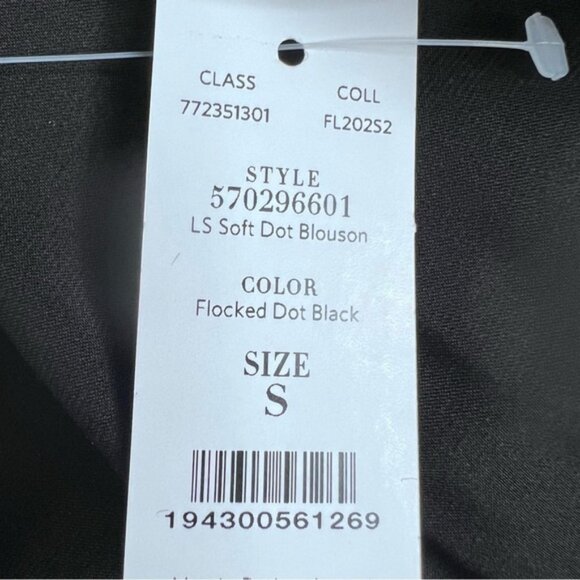 CLASS
772351301
COLL
FL202S2
STYLE
570296601
LS Soft Dot Blouson
COLOR
Flocked Dot Black
SIZE
S
194300561269